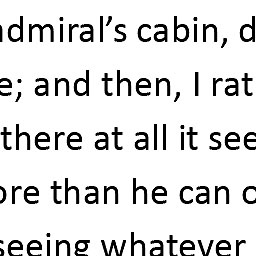 admiral’s cabin, d
e; and then, I rat
there at all it see
ore than he can o
seeing whatever